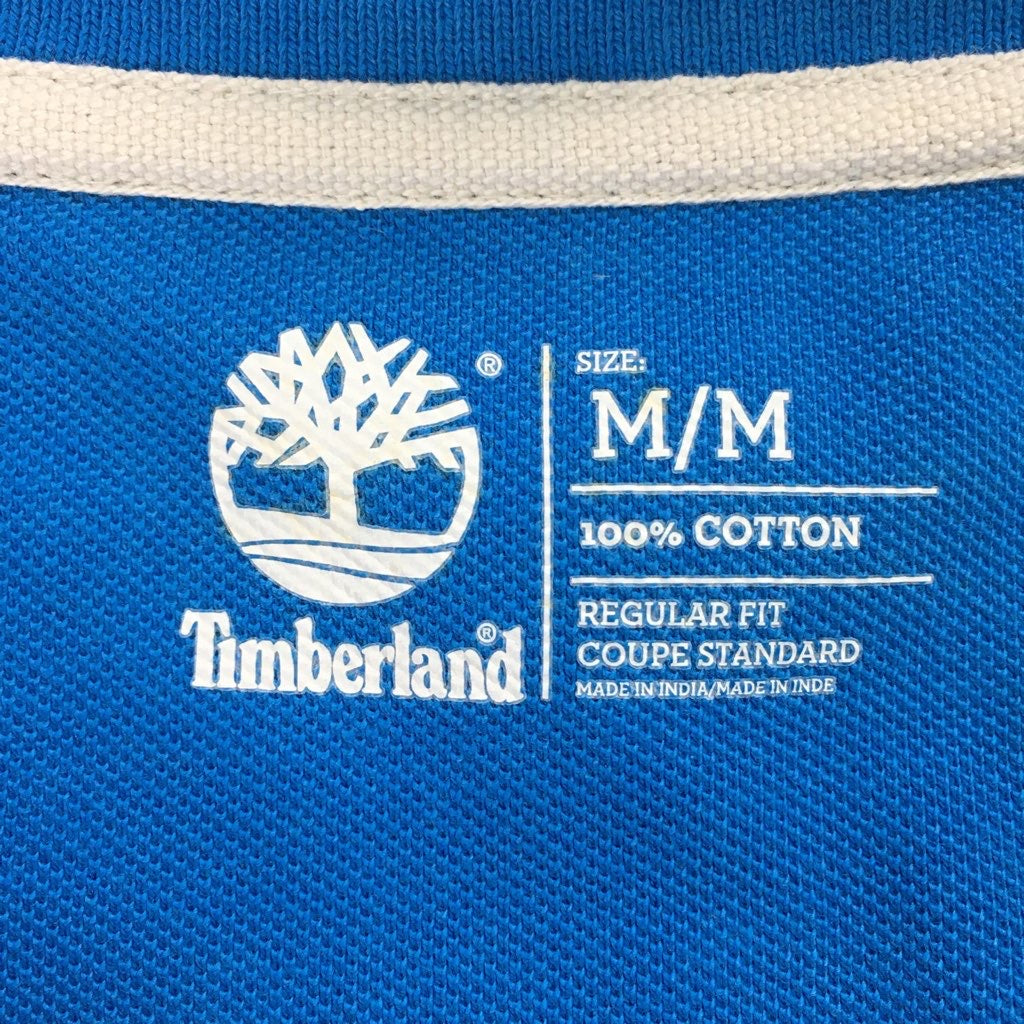 Timberland®
®
SIZE:
M/M
100% COTTON
REGULAR FIT
COUPE STANDARD
MADE IN INDIA/MADE IN INDE